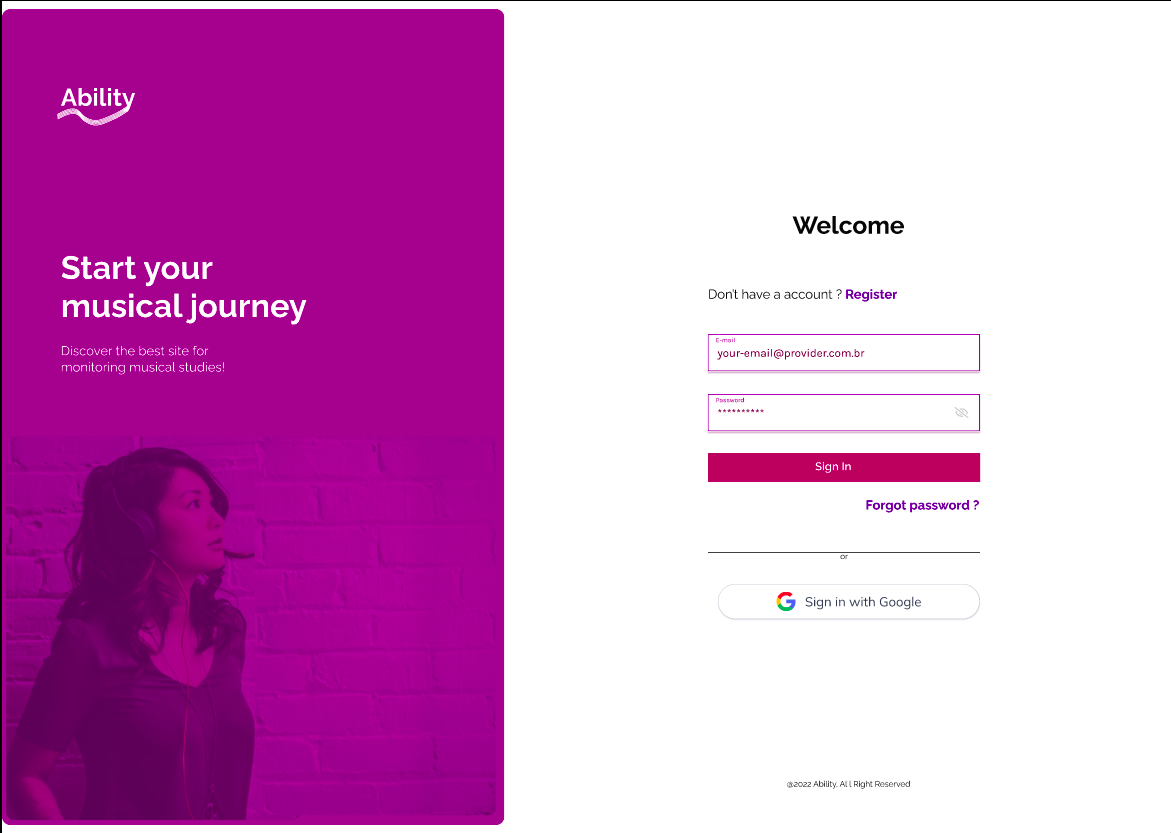 Ability
Start your
musical journey
Discover the best site for
monitoring musical studies!
Welcome
Don't have a account ? Register
E-mail
your-email@provider.com.br
Password
**********
Sign In
Forgot password ?
or
Sign in with Google
@2022 Ability, Al l Right Reserved